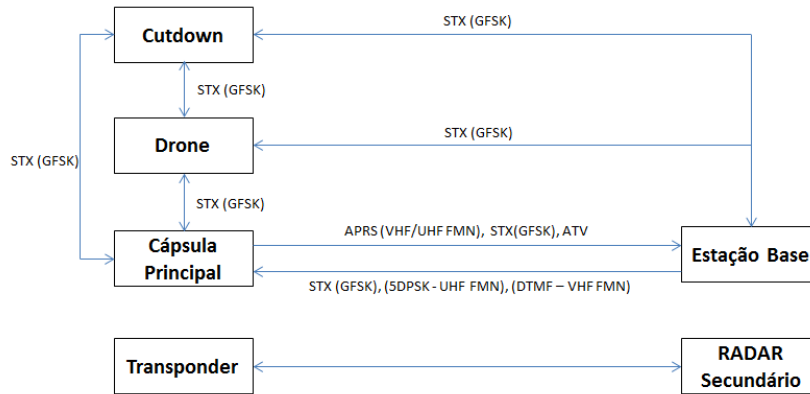 STX (GFSK)
Cutdown
STX (GFSK)
STX (GFSK)
Drone
STX (GFSK)
STX (GFSK)
APRS (VHF/UHF FMN), STX(GFSK), ATV
Cápsula
Principal
Estação Base
STX (GFSK), (5DPSK - UHF FMN), (DTMF – VHF FMN)
Transponder
RADAR
Secundário